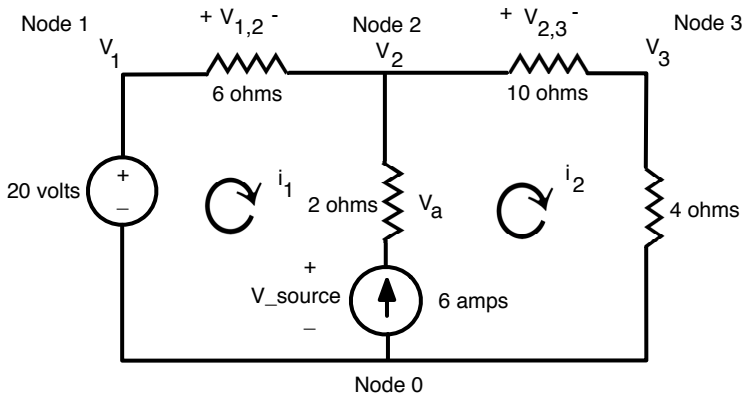 Node 1
+ V1,2 -
Node 2
+ V2,3 -
Node 3
V1
V2
V3
6 ohms
10 ohms
20 volts
+
–
i1
2 ohms
Va
i2
4 ohms
+
V_source
–
6 amps
Node 0